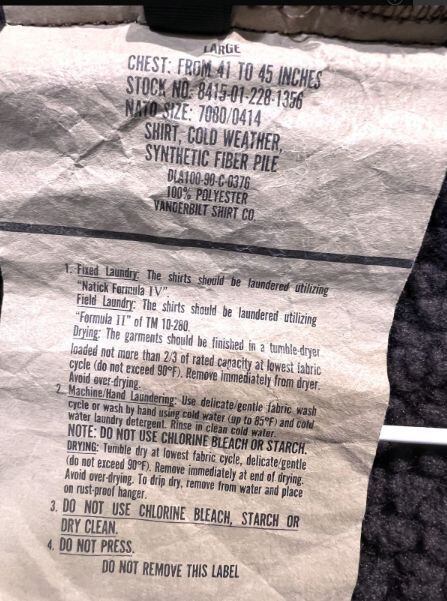 LARGE
CHEST: FROM 41 TO 45 INCHES
STOCK NO. 8415-01-228-1356
NATO SIZE: 7080/0414
SHIRT, COLD WEATHER,
SYNTHETIC FIBER PILE
DLA100-90-C-0376
100% POLYESTER
VANDERBILT SHIRT CO.
1. Fixed Laundry: The shirts should be laundered utilizing
"Natick Formula IV".
Field Laundry: The shirts should be laundered utilizing
"Formula II" of TM 10-280.
Drying: The garments should be finished in a tumble-dryer
loaded not more than 2/3 of rated capacity at lowest fabric
cycle (do not exceed 90°F). Remove immediately from dryer.
Avoid over-drying.
2. Machine/Hand Laundering: Use delicate/gentle fabric wash
cycle or wash by hand using cold water (up to 85°F) and cold
water laundry detergent. Rinse in clean cold water.
NOTE: DO NOT USE CHLORINE BLEACH OR STARCH.
DRYING: Tumble dry at lowest fabric cycle, delicate/gentle
(do not exceed 90°F). Remove immediately at end of drying.
Avoid over-drying. To drip dry, remove from water and place
on rust-proof hanger.
3. DO NOT USE CHLORINE BLEACH, STARCH OR
DRY CLEAN.
4. DO NOT PRESS.
DO NOT REMOVE THIS LABEL